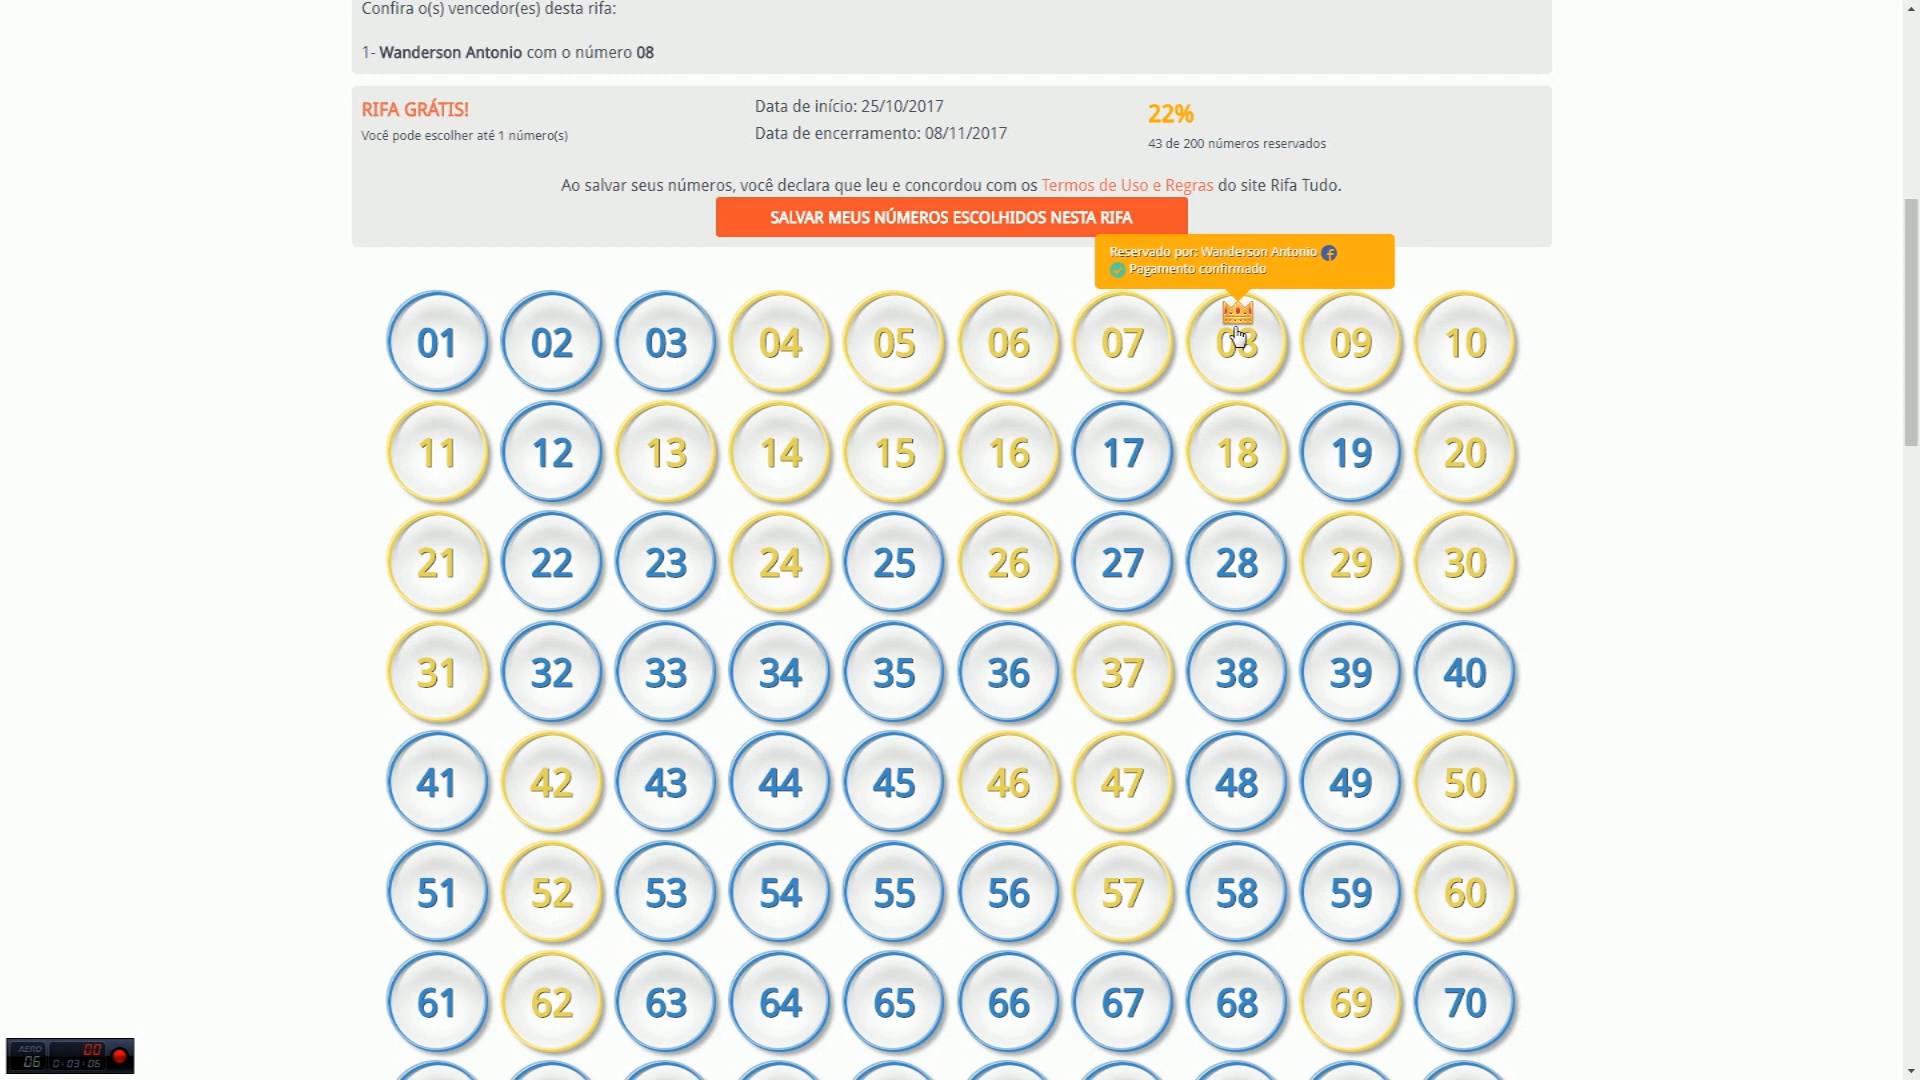 Confira o(s) vencedor(es) desta rifa:
1- Wanderson Antonio com o número 08
RIFA GRÁTIS!
Você pode escolher até 1 número(s)
Data de início: 25/10/2017
Data de encerramento: 08/11/2017
22%
43 de 200 números reservados
Ao salvar seus números, você declara que leu e concordou com os Termos de Uso e Regras do site Rifa Tudo.
SALVAR MEUS NÚMEROS ESCOLHIDOS NESTA RIFA
Reservado por: Wanderson Antonio
Pagamento confirmado
01 02 03 04 05 06 07 08 09 10
11 12 13 14 15 16 17 18 19 20
21 22 23 24 25 26 27 28 29 30
31 32 33 34 35 36 37 38 39 40
41 42 43 44 45 46 47 48 49 50
51 52 53 54 55 56 57 58 59 60
61 62 63 64 65 66 67 68 69 70
AERO 00
06 0:03:06